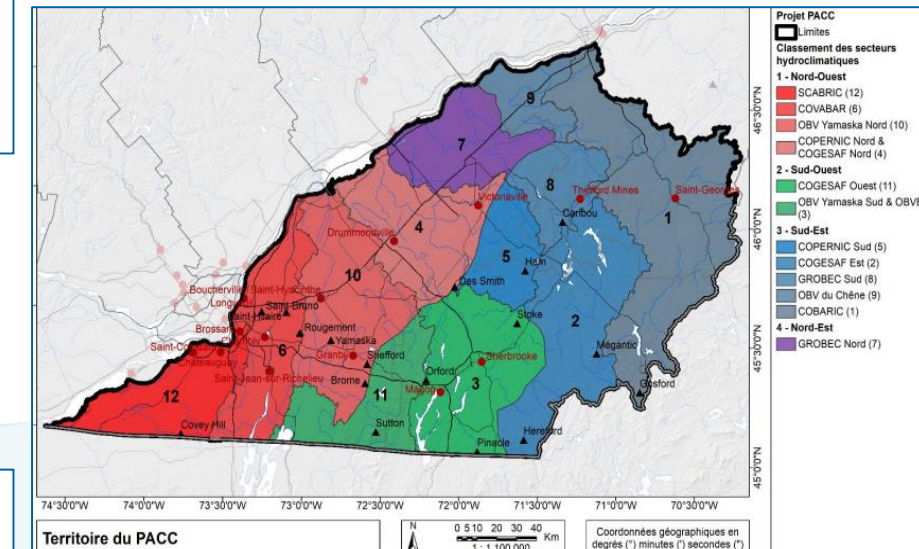 Projet PACC
Limites
Classement des secteurs
hydroclimatiques
1 - Nord-Ouest
SCABRIC (12)
COVABAR (6)
OBV Yamaska Nord (10)
COPERNIC Nord &
COGESAF Nord (4)
2 - Sud-Ouest
COGESAF Ouest (11)
OBV Yamaska Sud & OBVB
(3)
3 - Sud-Est
COPERNIC Sud (5)
COGESAF Est (2)
GROBEC Sud (8)
OBV du Chêne (9)
COBARIC (1)
4 - Nord-Est
GROBEC Nord (7)
9
7
8
Thetford Mines
Saint-Georges
1
Victoriaville
Caribou
4
Drummondville
5
Ham
10
Des Smith
Boucherville
Saint-Hyacinthe
Saint-Bruno
Saint-Hilaire
Stoke
2
Brossard
Rougemont
Yamaska
6
Granby
Shefford
Mégantic
Sherbrooke
Châteauguay
Saint-Jean-sur-Richelieu
Brome
Orford
3
Gosford
12
11
Magog
Covey Hill
Sutton
Hereford
Pinacle
46°30'0"N
46°0'0"N
45°30'0"N
45°0'0"N
74°30'0"W
74°0'0"W
73°30'0"W
73°0'0"W
72°30'0"W
72°0'0"W
71°30'0"W
71°0'0"W
70°30'0"W
Territoire du PACC
N
0 5 10 20 30 40
Km
1 : 1 100 000
Coordonnées géographiques en
degrés (°) minutes (') secondes (")